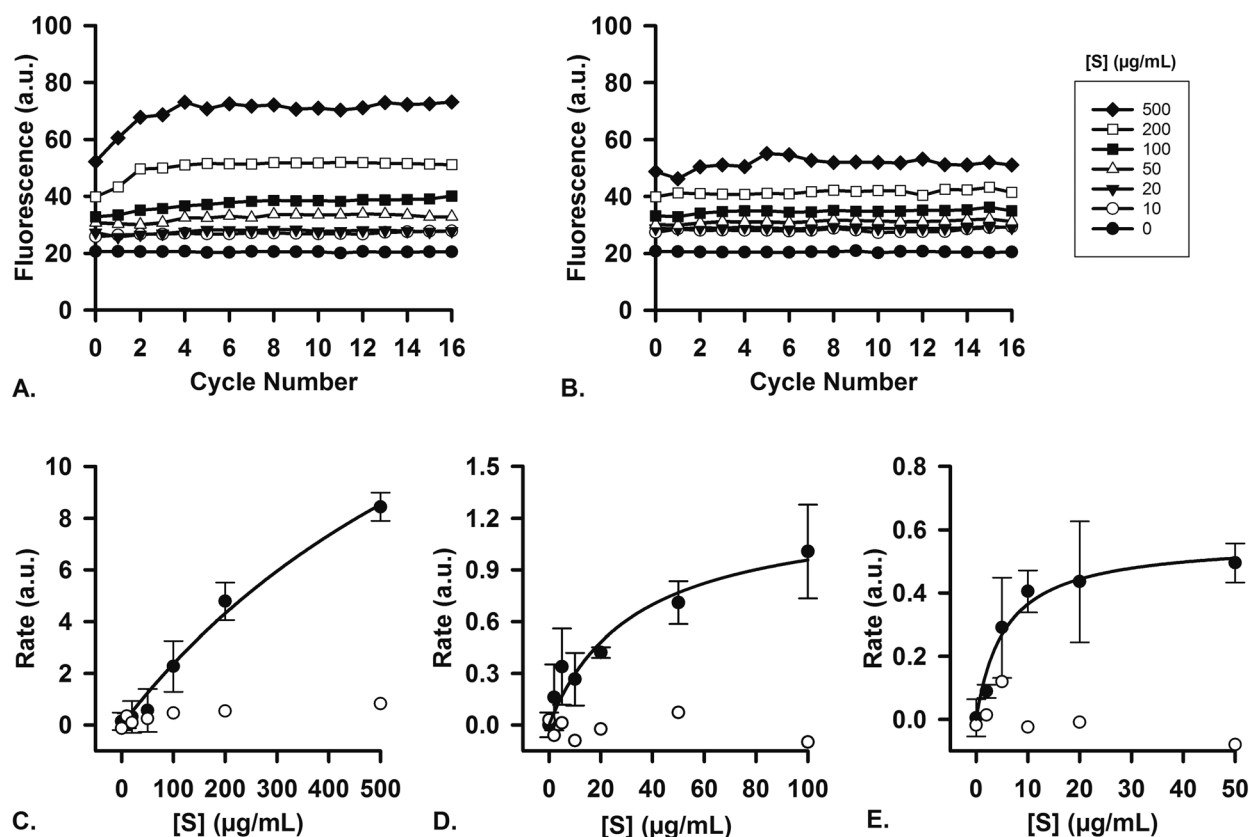 100
80
60
40
20
0
Fluorescence (a.u.)
0 2 4 6 8 10 12 14 16
Cycle Number
A.
100
80
60
40
20
0
Fluorescence (a.u.)
0 2 4 6 8 10 12 14 16
Cycle Number
B.
[S] (µg/mL)
500
200
100
50
20
10
0
10
8
6
4
2
0
Rate (a.u.)
0 100 200 300 400 500
[S] (µg/mL)
C.
1.5
1.2
0.9
0.6
0.3
0.0
Rate (a.u.)
0 20 40 60 80 100
[S] (µg/mL)
D.
0.8
0.6
0.4
0.2
0.0
Rate (a.u.)
0 10 20 30 40 50
[S] (µg/mL)
E.